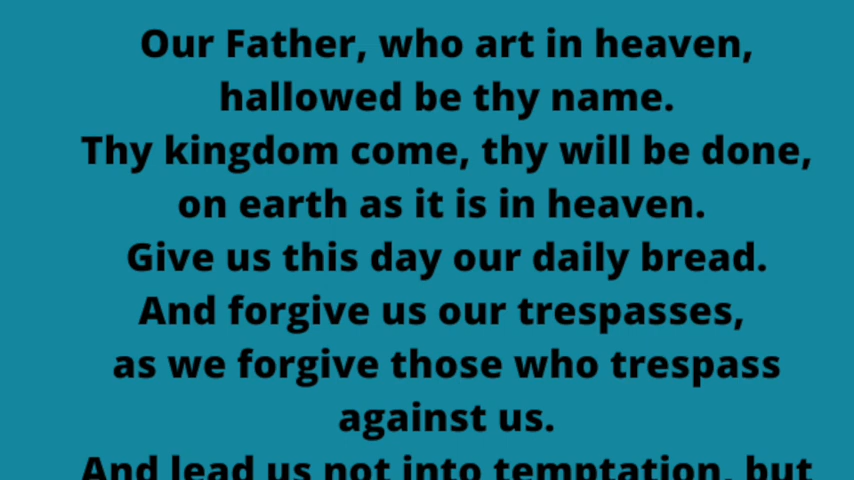 Our Father, who art in heaven,
hallowed be thy name.
Thy kingdom come, thy will be done,
on earth as it is in heaven.
Give us this day our daily bread.
And forgive us our trespasses,
as we forgive those who trespass
against us.
And lead us not into temptation, but